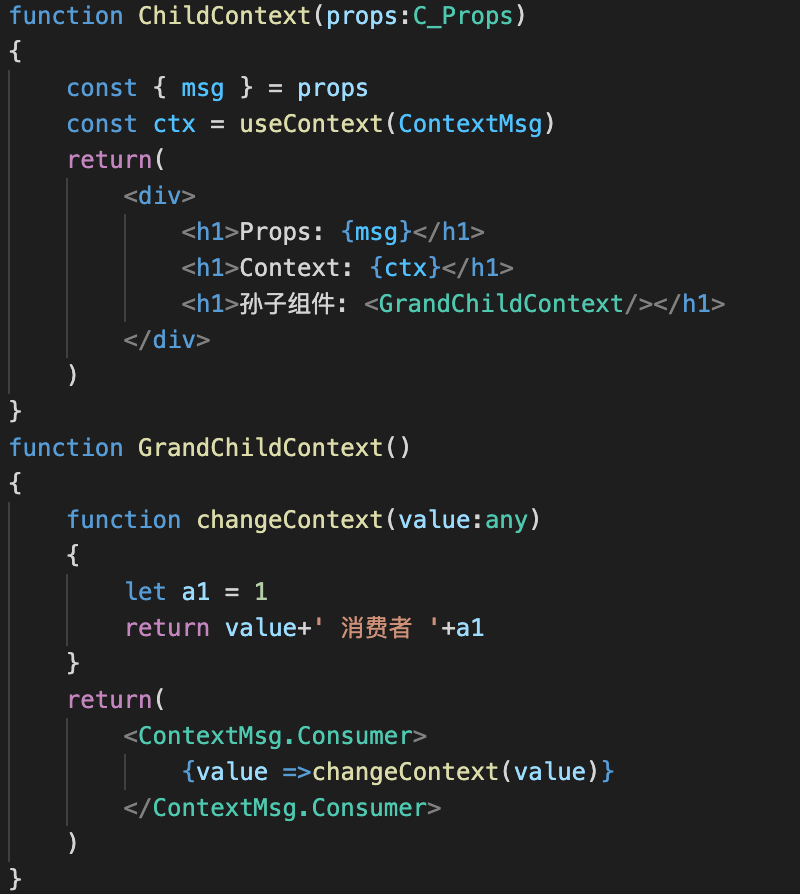 function ChildContext(props:C_Props)
{
    const { msg } = props
    const ctx = useContext(ContextMsg)
    return(
        <div>
            <h1>Props: {msg}</h1>
            <h1>Context: {ctx}</h1>
            <h1>孙子组件: <GrandChildContext/></h1>
        </div>
    )
}
function GrandChildContext()
{
    function changeContext(value:any)
    {
        let a1 = 1
        return value+' 消费者 '+a1
    }
    return(
        <ContextMsg.Consumer>
            {value =>changeContext(value)}
        </ContextMsg.Consumer>
    )
}